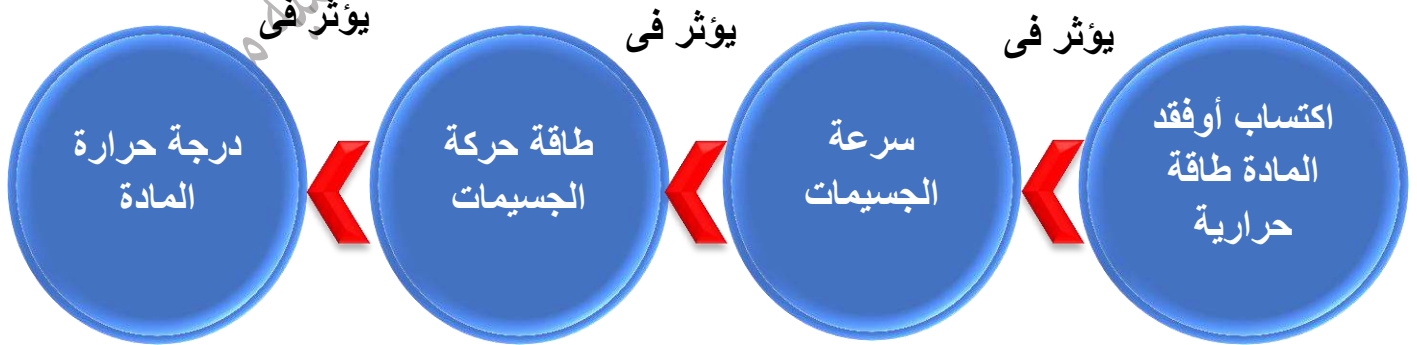 اكتساب أوفقد
المادة طاقة
حرارية
يؤثر فى
سرعة
الجسيمات
يؤثر فى
طاقة حركة
الجسيمات
يؤثر فى
درجة حرارة
المادة